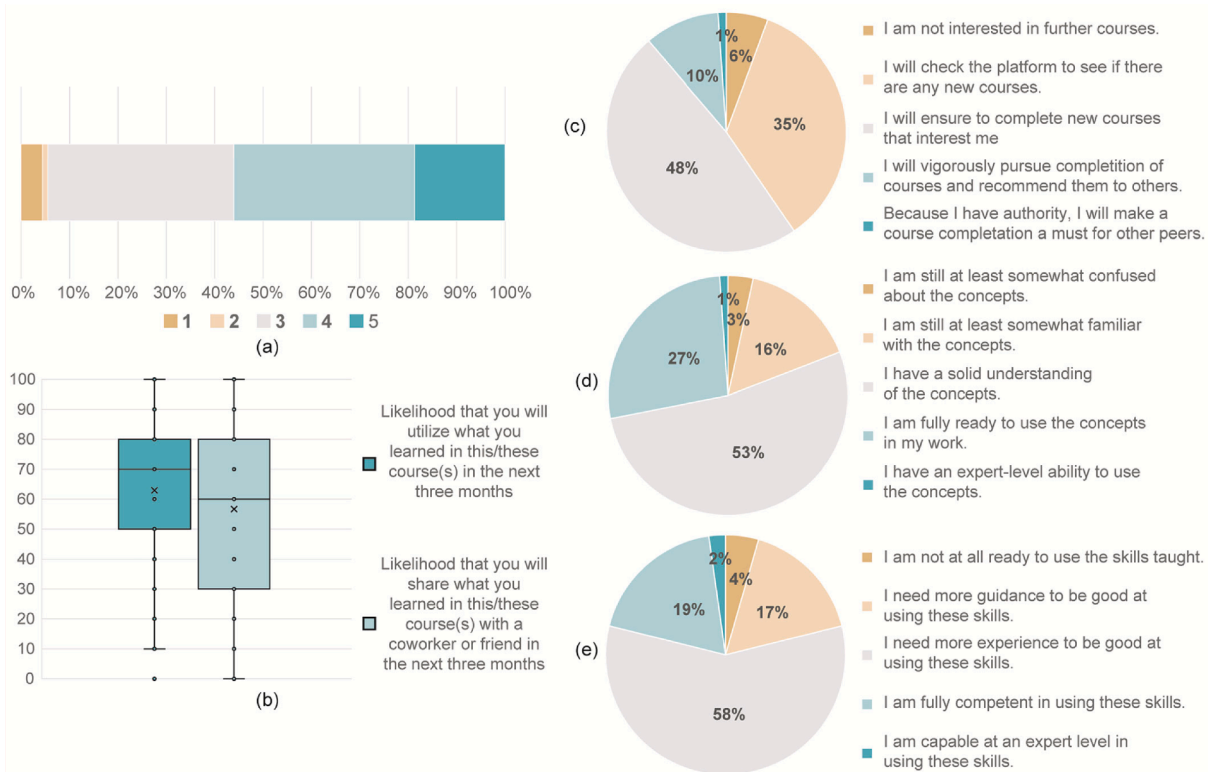 0% 10% 20% 30% 40% 50% 60% 70% 80% 90% 100%
1 2 3 4 5
(a)
100
90
80
70
60
50
40
30
20
10
0
Likelihood that you will
utilize what you
learned in this/these
course(s) in the next
three months
Likelihood that you will
share what you
learned in this/these
course(s) with a
coworker or friend in
the next three months
(b)
(c)
1%
6%
10%
35%
48%
I am not interested in further courses.
I will check the platform to see if there
are any new courses.
I will ensure to complete new courses
that interest me
I will vigorously pursue completition of
courses and recommend them to others.
Because I have authority, I will make a
course completation a must for other peers.
(d)
1%
3%
16%
27%
53%
I am still at least somewhat confused
about the concepts.
I am still at least somewhat familiar
with the concepts.
I have a solid understanding
of the concepts.
I am fully ready to use the concepts
in my work.
I have an expert-level ability to use
the concepts.
(e)
2%
4%
17%
19%
58%
I am not at all ready to use the skills taught.
I need more guidance to be good at
using these skills.
I need more experience to be good at
using these skills.
I am fully competent in using these skills.
I am capable at an expert level in
using these skills.